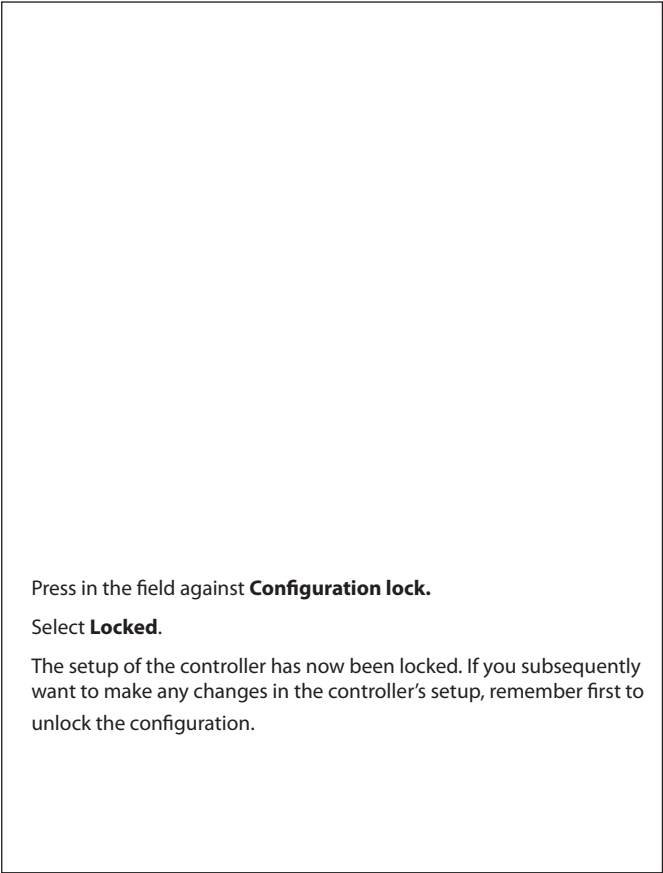 Press in the field against Configuration lock.
Select Locked.
The setup of the controller has now been locked. If you subsequently
want to make any changes in the controller’s setup, remember first to
unlock the configuration.